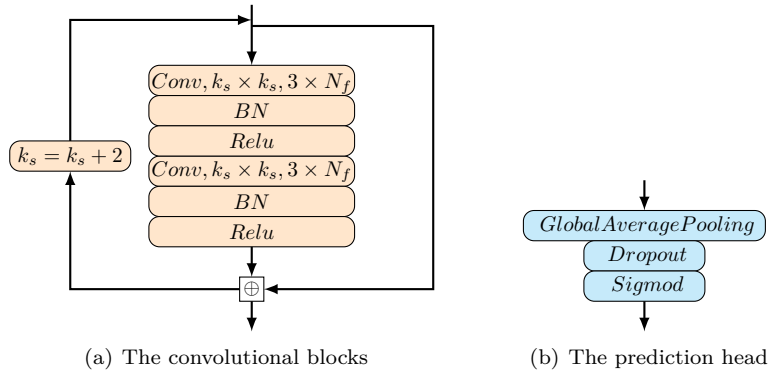 Conv, k_s × k_s, 3 × N_f
BN
Relu
k_s = k_s + 2
Conv, k_s × k_s, 3 × N_f
BN
Relu
⊕
(a) The convolutional blocks
GlobalAveragePooling
Dropout
Sigmod
(b) The prediction head